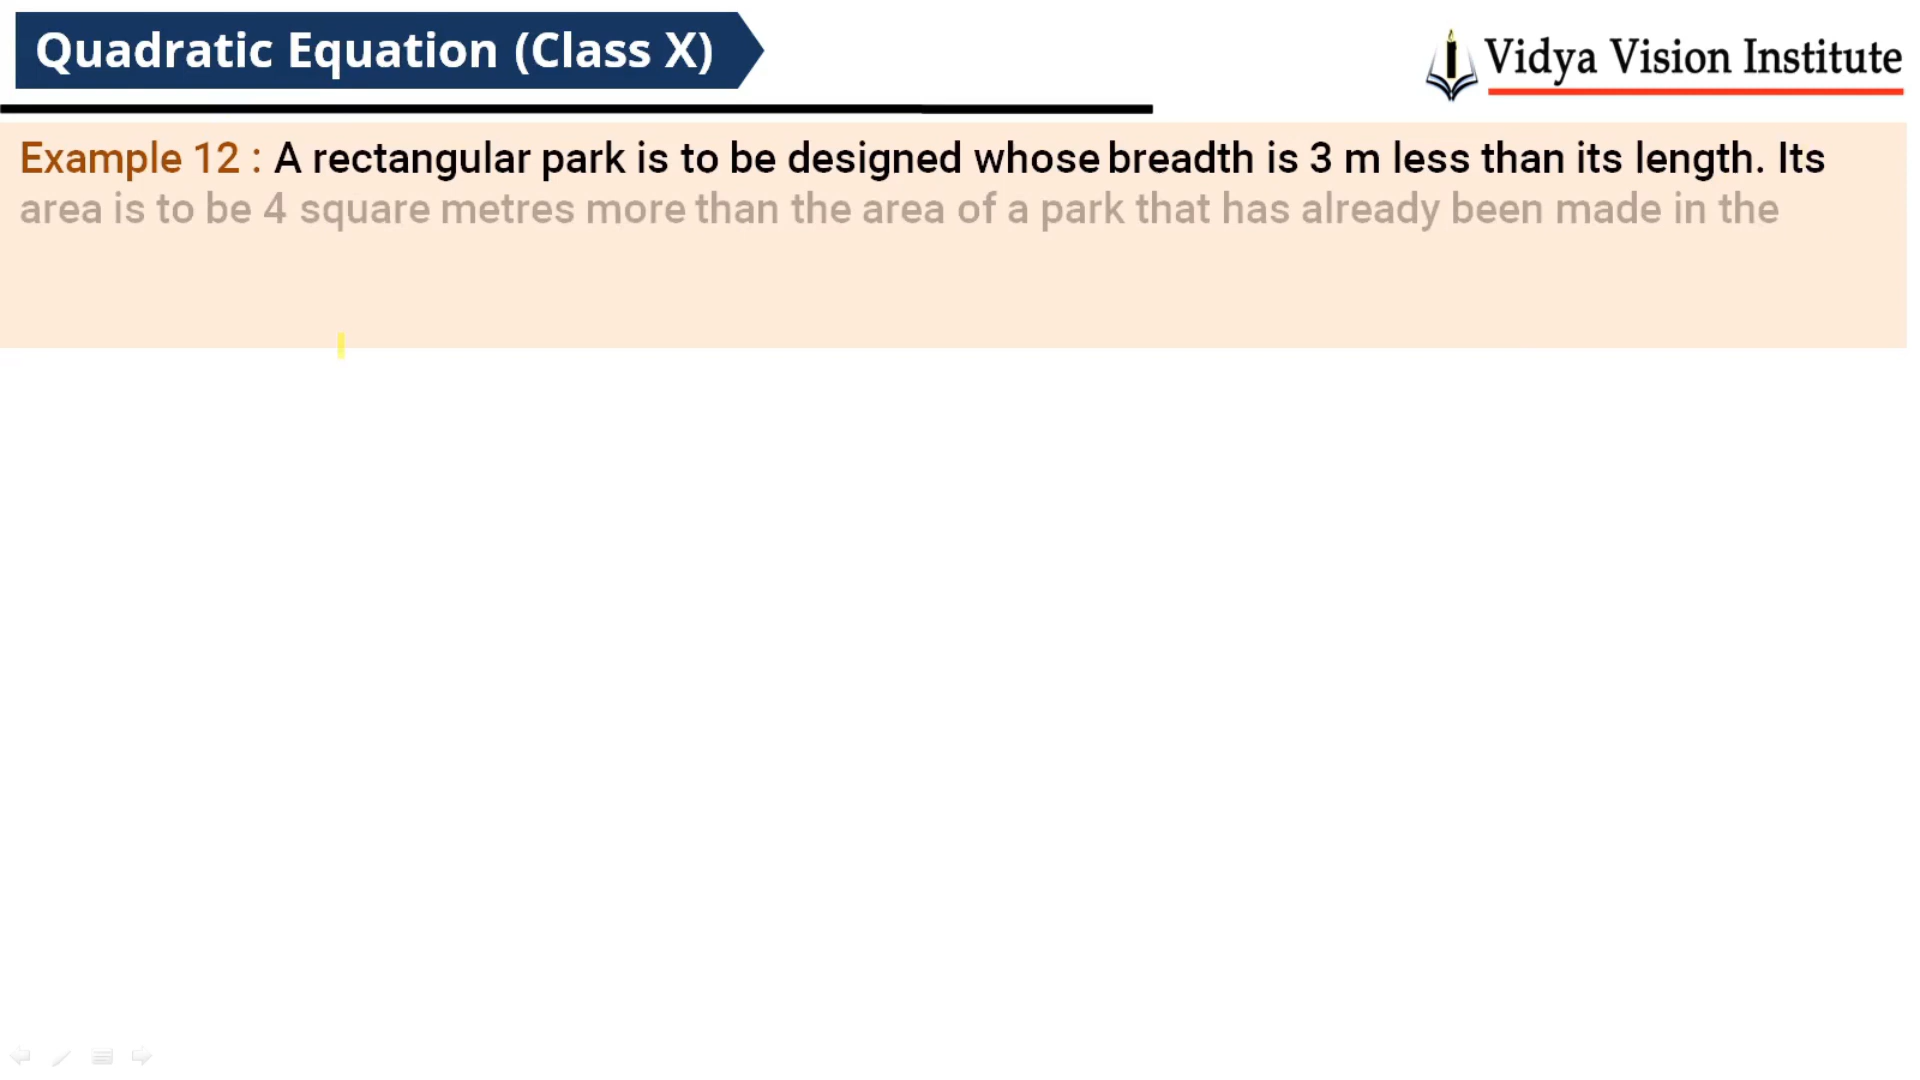 Quadratic Equation (Class X)
Vidya Vision Institute
Example 12 : A rectangular park is to be designed whose breadth is 3 m less than its length. Its
area is to be 4 square metres more than the area of a park that has already been made in the